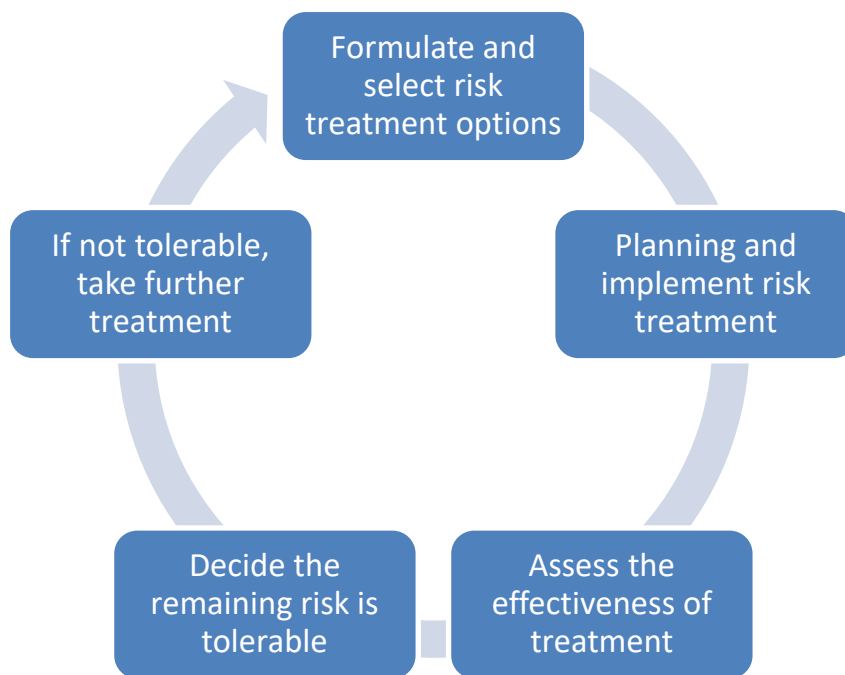 Formulate and
select risk
treatment options
Planning and
implement risk
treatment
Assess the
effectiveness of
treatment
Decide the
remaining risk is
tolerable
If not tolerable,
take further
treatment